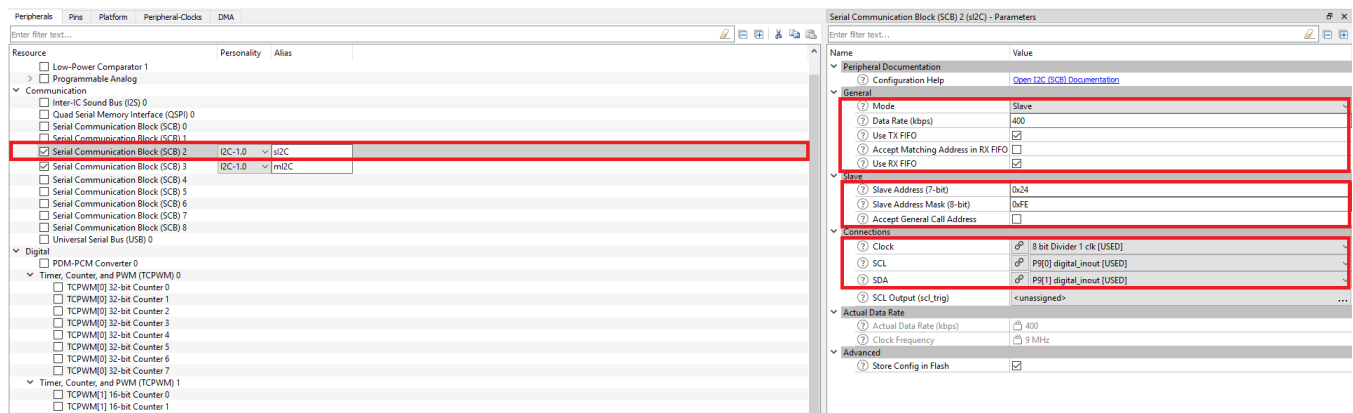 Peripherals Pins Platform Peripheral-Clocks DMA
Enter filter text...
Resource Personality Alias
Low-Power Comparator 1
Programmable Analog
Communication
Inter-IC Sound Bus (I2S) 0
Quad Serial Memory Interface (QSPI) 0
Serial Communication Block (SCB) 0
Serial Communication Block (SCB) 1
Serial Communication Block (SCB) 2 I2C-1.0 sI2C
Serial Communication Block (SCB) 3 I2C-1.0 mI2C
Serial Communication Block (SCB) 4
Serial Communication Block (SCB) 5
Serial Communication Block (SCB) 6
Serial Communication Block (SCB) 7
Serial Communication Block (SCB) 8
Universal Serial Bus (USB) 0
Digital
PDM-PCM Converter 0
Timer, Counter, and PWM (TCPWM) 0
TCPWM[0] 32-bit Counter 0
TCPWM[0] 32-bit Counter 1
TCPWM[0] 32-bit Counter 2
TCPWM[0] 32-bit Counter 3
TCPWM[0] 32-bit Counter 4
TCPWM[0] 32-bit Counter 5
TCPWM[0] 32-bit Counter 6
TCPWM[0] 32-bit Counter 7
Timer, Counter, and PWM (TCPWM) 1
TCPWM[1] 16-bit Counter 0
TCPWM[1] 16-bit Counter 1
Serial Communication Block (SCB) 2 (sI2C) - Parameters
Enter filter text...
Name Value
Peripheral Documentation
Configuration Help Open I2C (SCB) Documentation
General
Mode Slave
Data Rate (kbps) 400
Use TX FIFO
Accept Matching Address in RX FIFO
Use RX FIFO
Slave
Slave Address (7-bit) 0x24
Slave Address Mask (8-bit) 0xFE
Accept General Call Address
Connections
Clock 8 bit Divider 1 clk [USED]
SCL P9[0] digital_inout [USED]
SDA P9[1] digital_inout [USED]
SCL Output (scl_trig) <unassigned> ...
Actual Data Rate
Actual Data Rate (kbps) 400
Clock Frequency 9 MHz
Advanced
Store Config in Flash